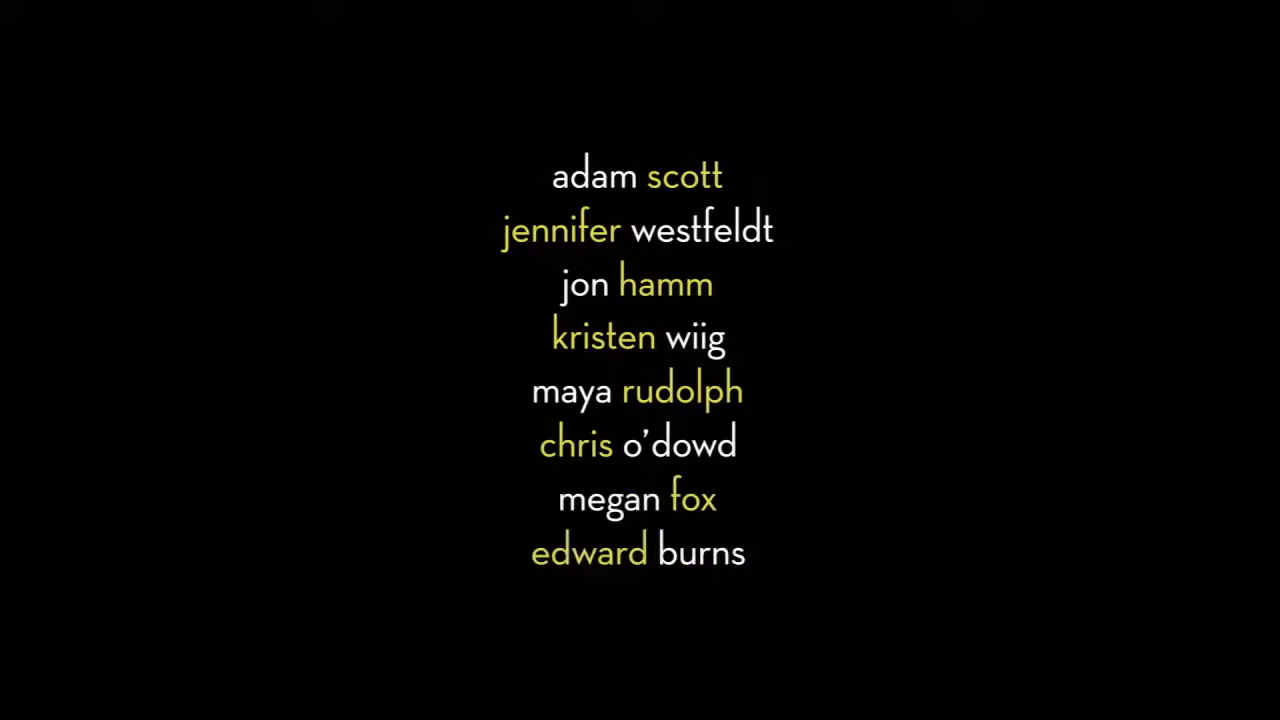 adam scott
jennifer westfeldt
jon hamm
kristen wiig
maya rudolph
chris o’dowd
megan fox
edward burns